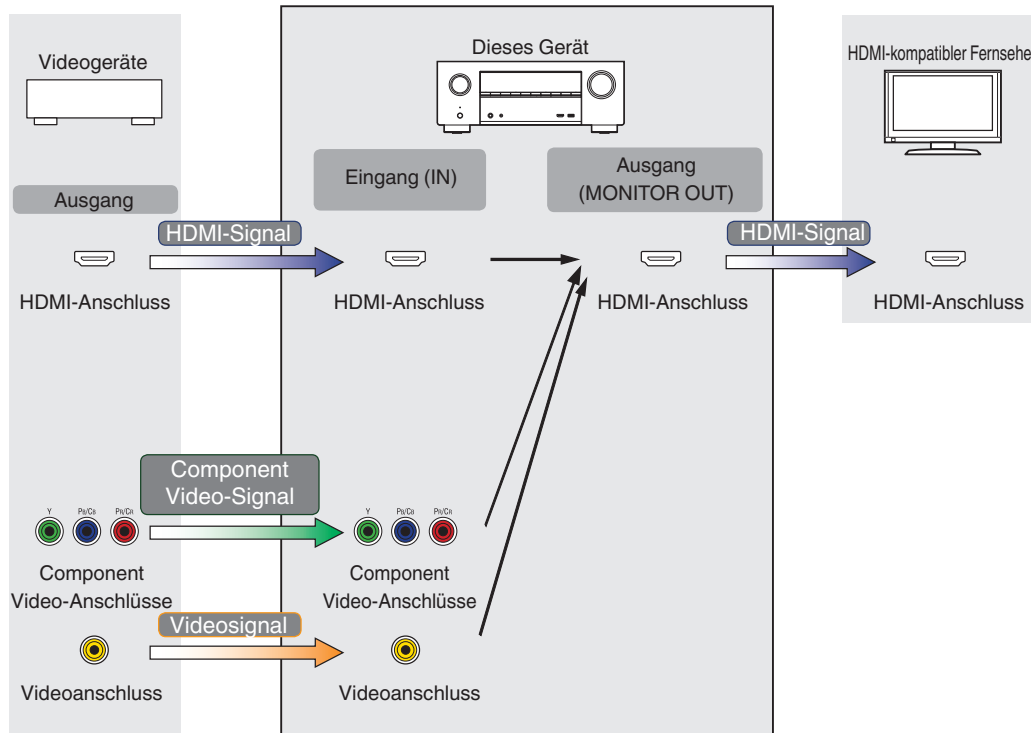 Videogeräte
Dieses Gerät
HDMI-kompatibler Fernsehe
Ausgang
Eingang (IN)
Ausgang
(MONITOR OUT)
HDMI-Signal
HDMI-Signal
HDMI-Anschluss
HDMI-Anschluss
HDMI-Anschluss
HDMI-Anschluss
Component
Video-Signal
Y PB/CB PR/CR
Y PB/CB PR/CR
Component
Video-Anschlüsse
Component
Video-Anschlüsse
Videosignal
Videoanschluss
Videoanschluss